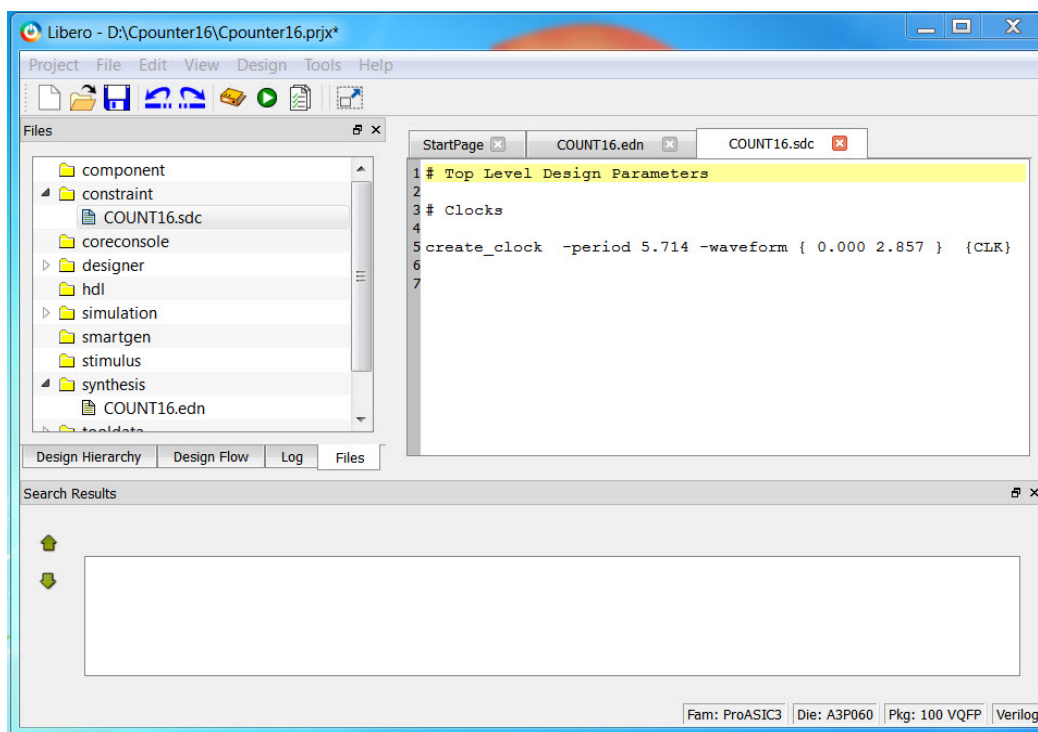 Libero - D:\Cpounter16\Cpounter16.prjx*
Project File Edit View Design Tools Help
Files
component
constraint
COUNT16.sdc
coreconsole
designer
hdl
simulation
smartgen
stimulus
synthesis
COUNT16.edn
tooldata
Design Hierarchy Design Flow Log Files
StartPage COUNT16.edn COUNT16.sdc
1 # Top Level Design Parameters
2
3 # Clocks
4
5 create_clock -period 5.714 -waveform { 0.000 2.857 } {CLK}
6
7
Search Results
Fam: ProASIC3 Die: A3P060 Pkg: 100 VQFP Verilog